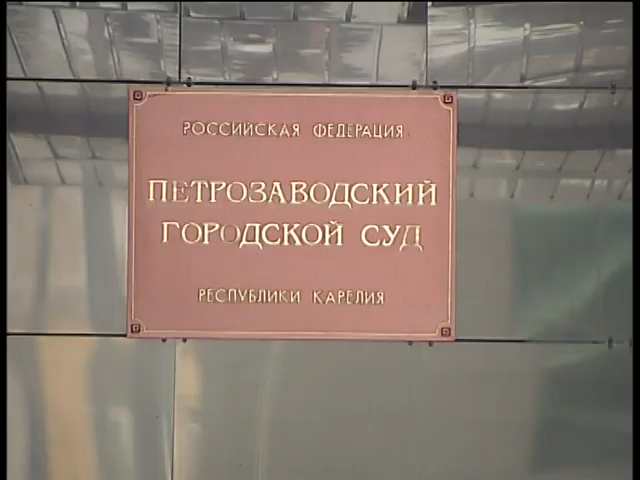 РОССИЙСКАЯ ФЕДЕРАЦИЯ
ПЕТРОЗАВОДСКИЙ
ГОРОДСКОЙ СУД
РЕСПУБЛИКИ КАРЕЛИЯ